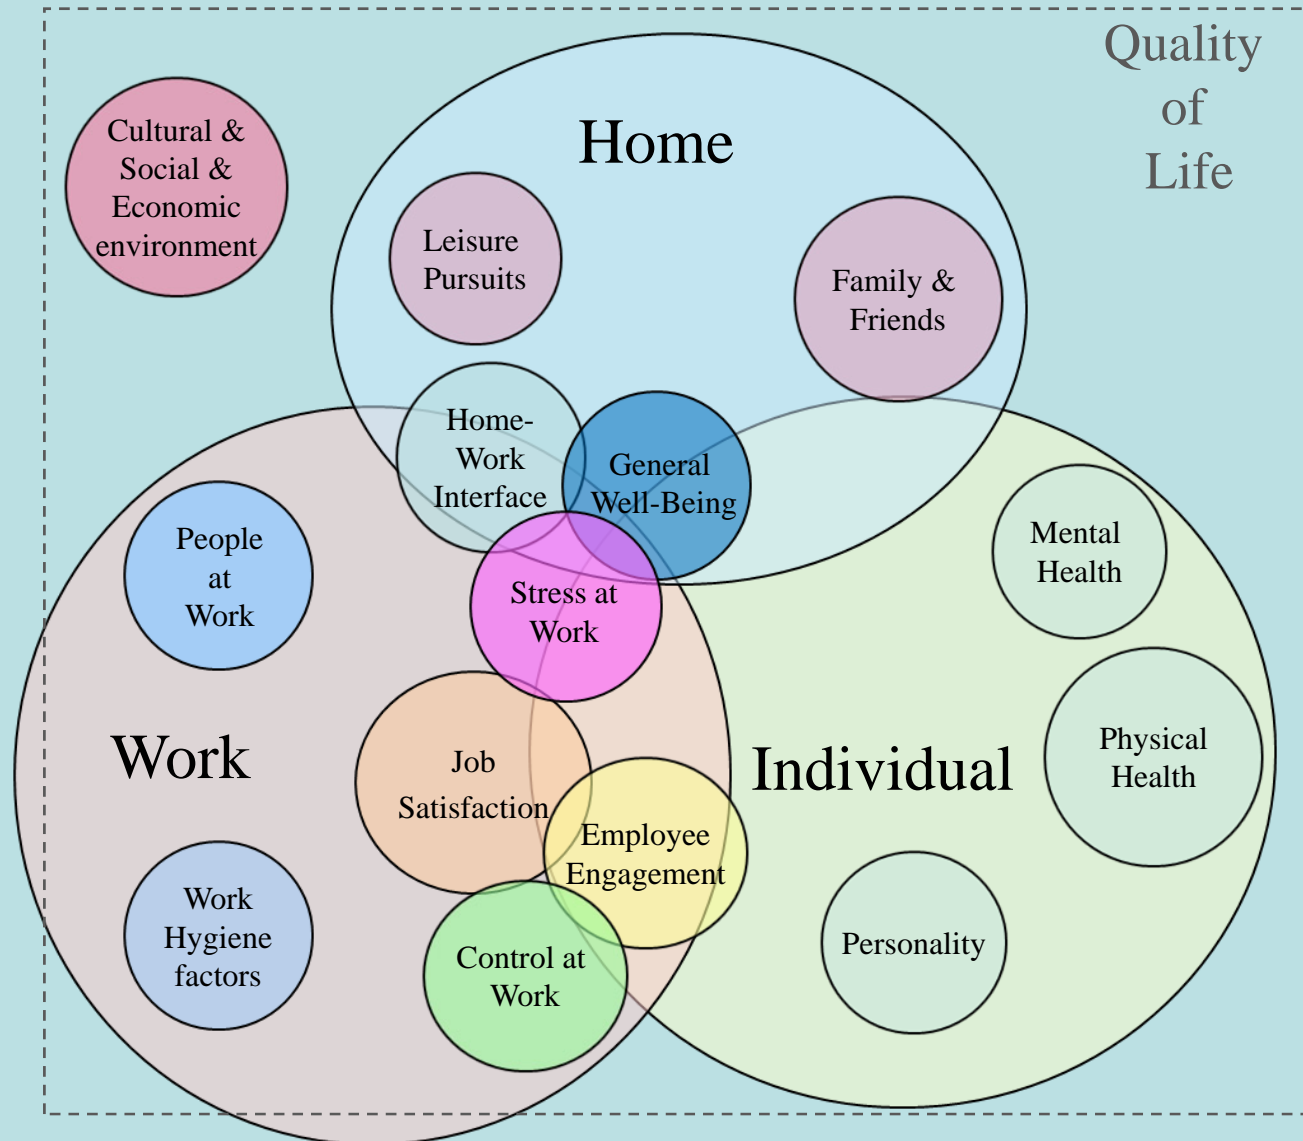 Quality
of
Life
Cultural &
Social &
Economic
environment
Home
Leisure
Pursuits
Family &
Friends
Home-
Work
Interface
General
Well-Being
People
at
Work
Stress at
Work
Mental
Health
Work
Job
Satisfaction
Individual
Physical
Health
Employee
Engagement
Work
Hygiene
factors
Control at
Work
Personality